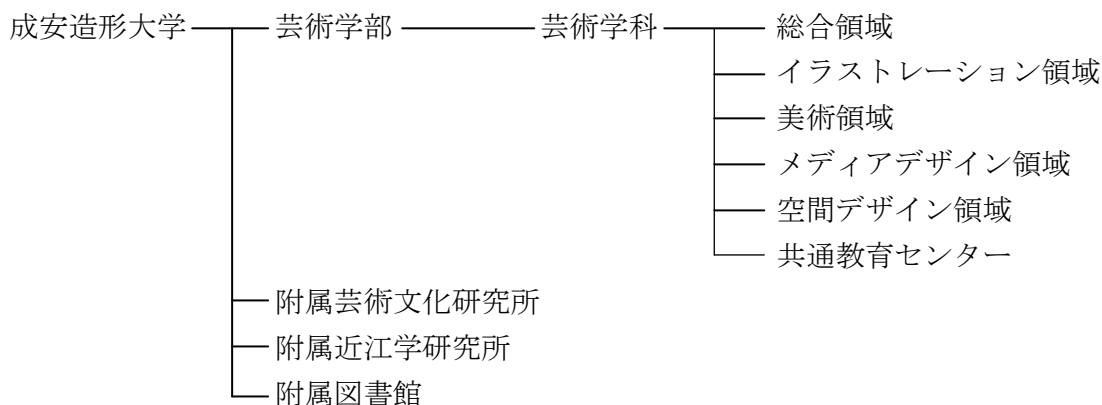 成安造形大学 芸術学部 芸術学科 総合領域
イラストレーション領域
美術領域
メディアデザイン領域
空間デザイン領域
共通教育センター
附属芸術文化研究所
附属近江学研究所
附属図書館